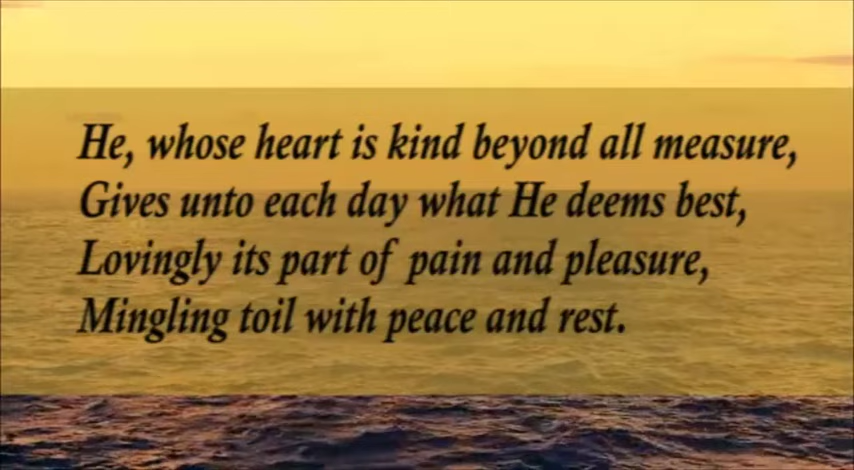 He, whose heart is kind beyond all measure,
Gives unto each day what He deems best,
Lovingly its part of pain and pleasure,
Mingling toil with peace and rest.